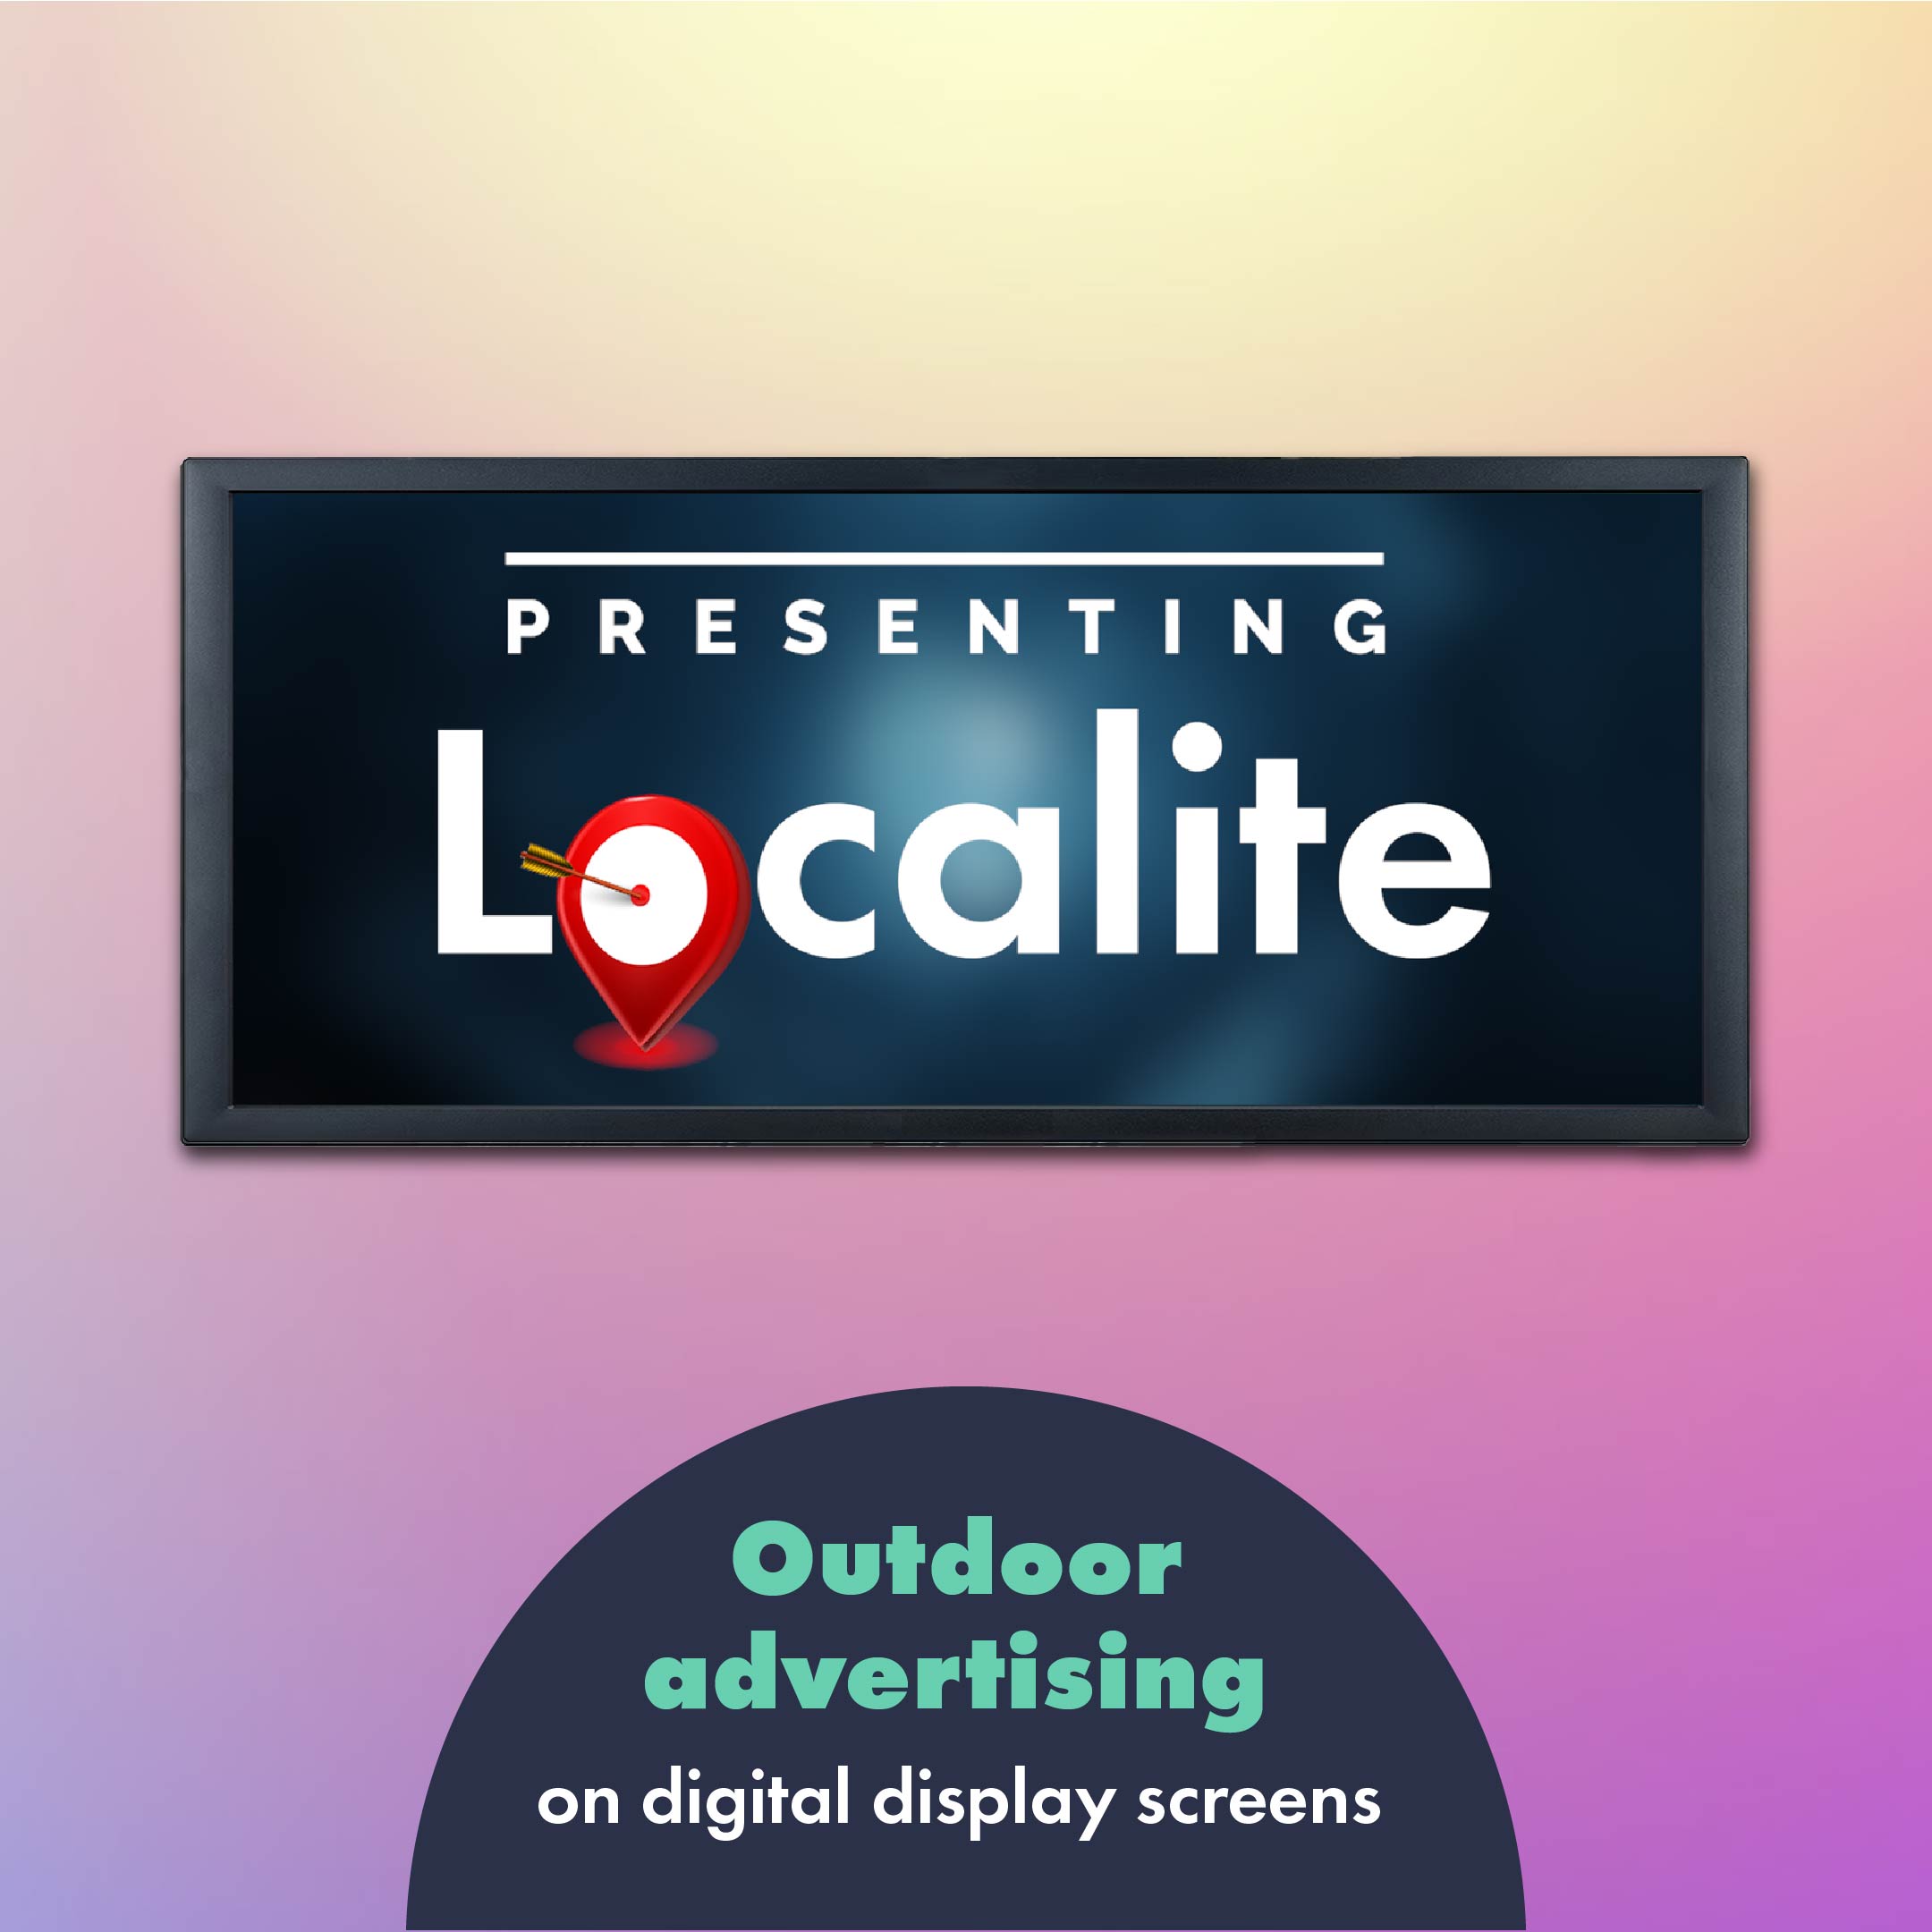 PRESENTING
Localite
Outdoor
advertising
on digital display screens